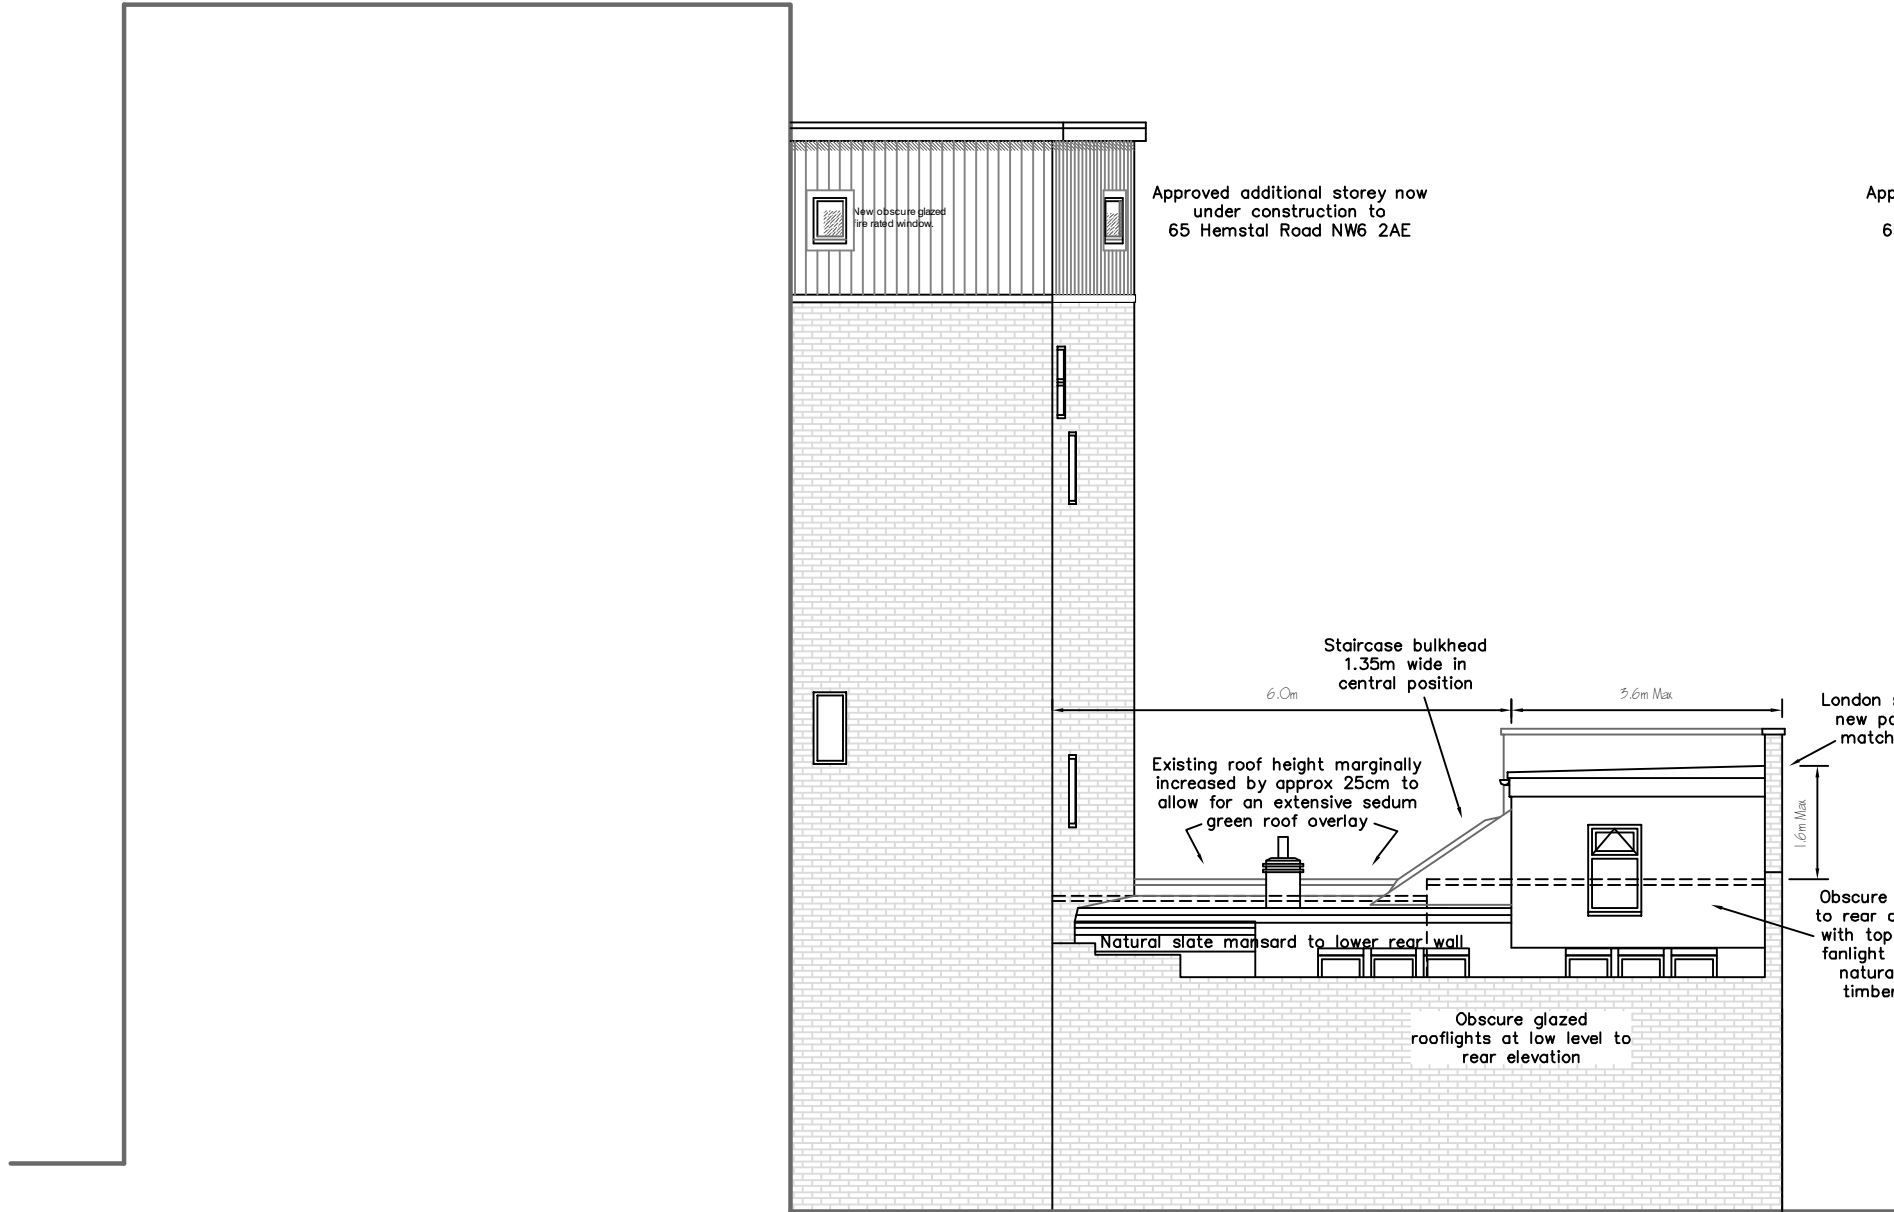 Approved additional storey now
under construction to
65 Hemstal Road NW6 2AE
App
6
New obscure glazed
fire rated window.
Staircase bulkhead
1.35m wide in
central position
6.0m
3.6m Max
London s
new pa
match
Existing roof height marginally
increased by approx 25cm to
allow for an extensive sedum
green roof overlay
1.6m Max
Obscure
to rear o
with top
fanlight
natura
timber
Natural slate mansard to lower rear wall
Obscure glazed
rooflights at low level to
rear elevation